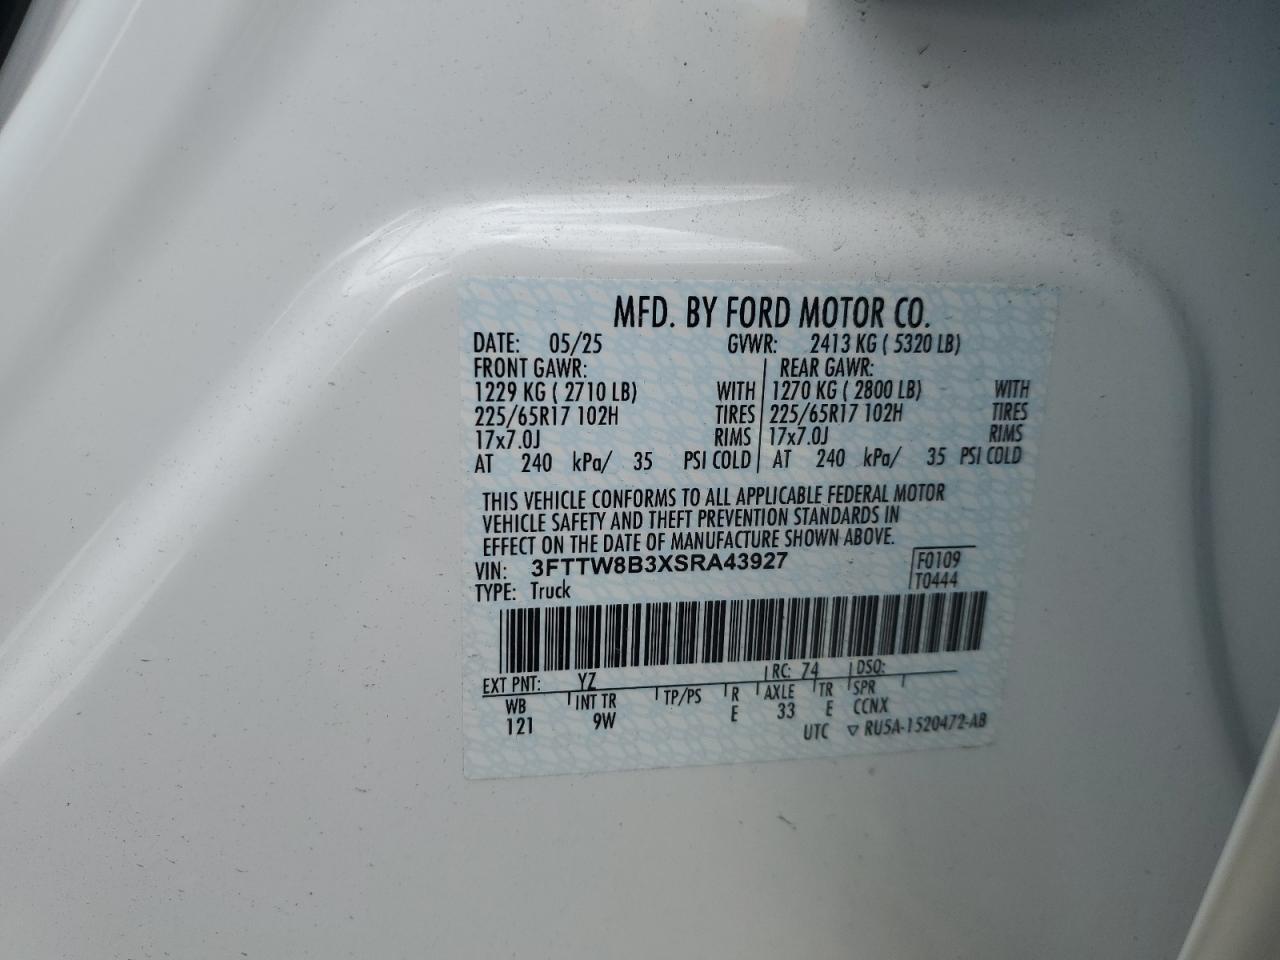 MFD. BY FORD MOTOR CO.
DATE: 05/25 GVWR: 2413 KG ( 5320 LB)
FRONT GAWR: REAR GAWR:
1229 KG ( 2710 LB) WITH 1270 KG ( 2800 LB) WITH
225/65R17 102H TIRES 225/65R17 102H TIRES
17x7.0J RIMS 17x7.0J RIMS
AT 240 kPa/ 35 PSI COLD AT 240 kPa/ 35 PSI COLD
THIS VEHICLE CONFORMS TO ALL APPLICABLE FEDERAL MOTOR
VEHICLE SAFETY AND THEFT PREVENTION STANDARDS IN
EFFECT ON THE DATE OF MANUFACTURE SHOWN ABOVE.
VIN: 3FTTW8B3XSRA43927 F0109
TYPE: Truck T0444
EXT PNT: YZ RC: 74 DSO:
WB INT TR TP/PS R AXLE TR SPR
121 9W E 33 E CCNX
UTC ▽ RU5A-1520472-AB